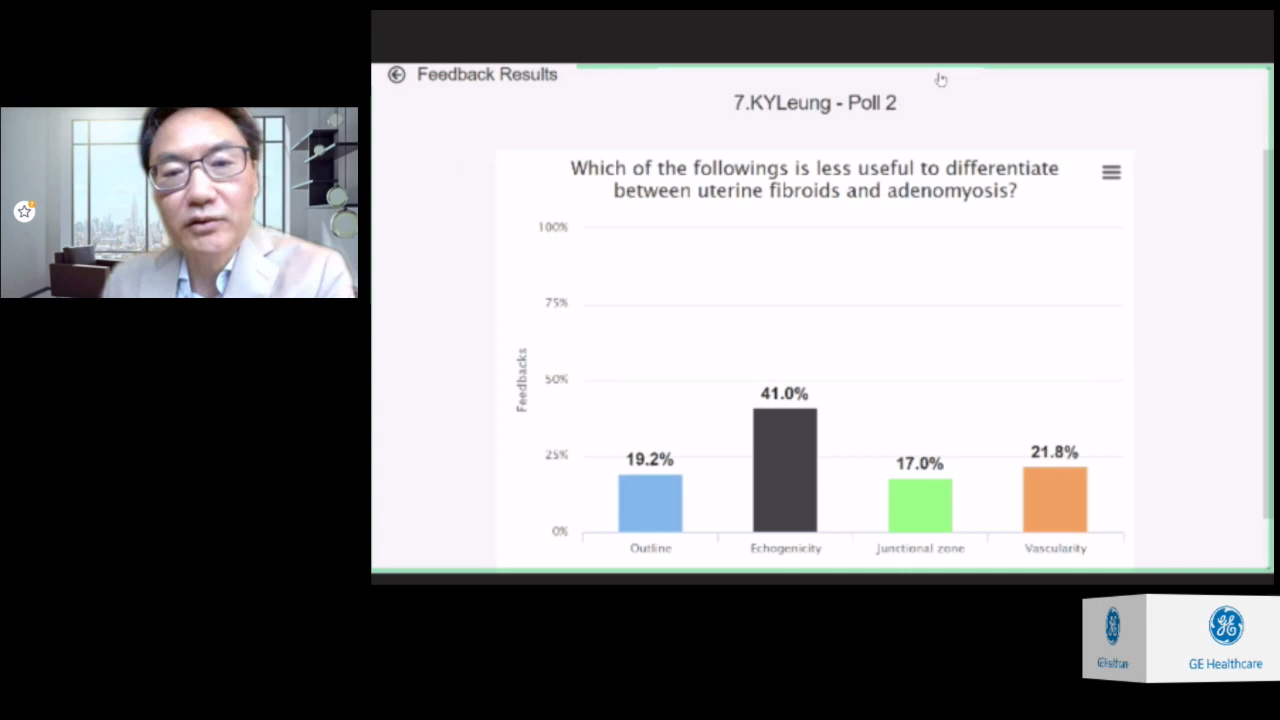 Feedback Results
7.KYLeung - Poll 2
Which of the followings is less useful to differentiate
between uterine fibroids and adenomyosis?
100%
75%
50%
25%
0%
Feedbacks
19.2%
41.0%
17.0%
21.8%
Outline
Echogenicity
Junctional zone
Vascularity
GE Healthcare
GE Healthcare